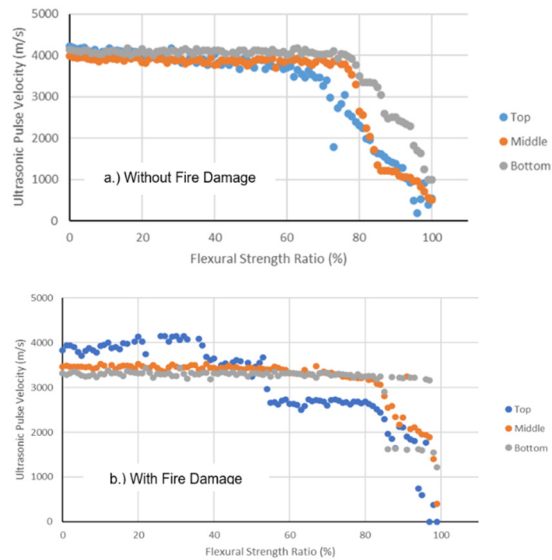 5000
4000
3000
2000
1000
0
Ultrasonic Pulse Velocity (m/s)
a.) Without Fire Damage
0 20 40 60 80 100
Flexural Strength Ratio (%)
Top
Middle
Bottom
5000
4000
3000
2000
1000
0
Ultrasonic Pulse Velocity (m/s)
b.) With Fire Damage
0 20 40 60 80 100
Flexural Strength Ratio (%)
Top
Middle
Bottom